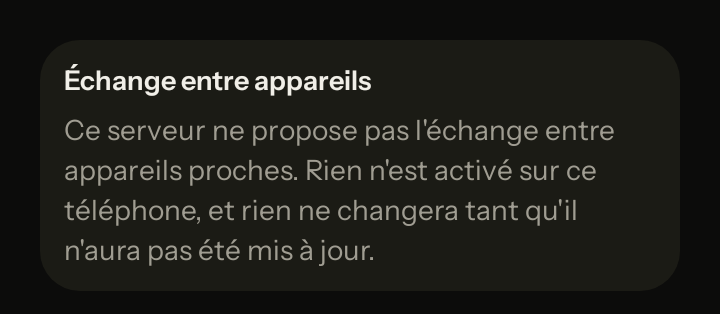 Échange entre appareils
Ce serveur ne propose pas l'échange entre
appareils proches. Rien n'est activé sur ce
téléphone, et rien ne changera tant qu'il
n'aura pas été mis à jour.